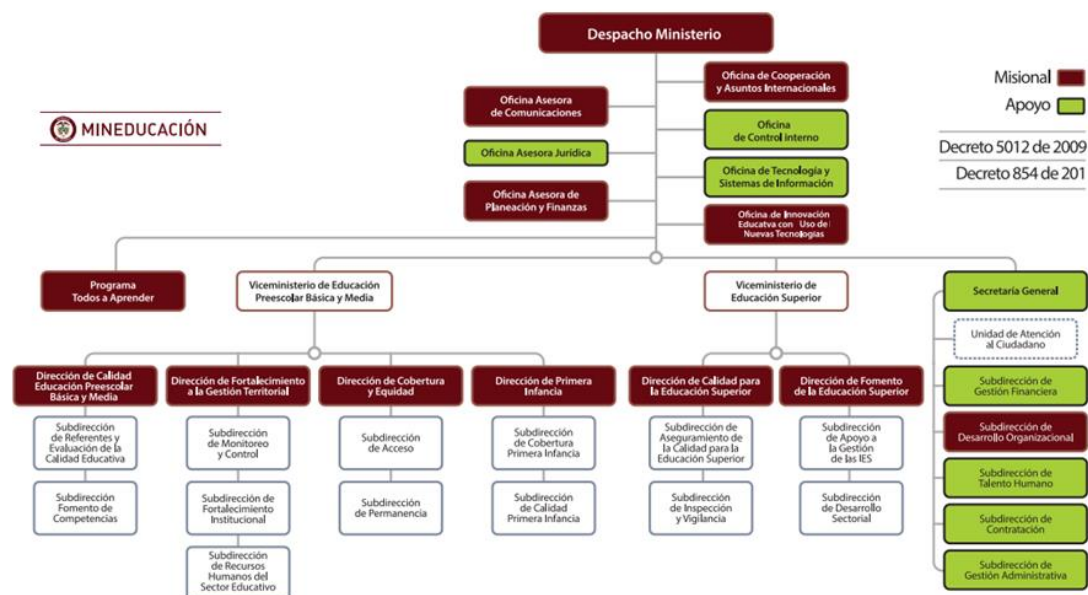 Despacho Ministerio
Oficina de Cooperación
y Asuntos Internacionales
Misional
Oficina Asesora
de Comunicaciones
Apoyo
MINEDUCACIÓN
Oficina
de Control interno
Oficina Asesora Jurídica
Decreto 5012 de 2009
Oficina de Tecnología y
Sistemas de Información
Decreto 854 de 201
Oficina Asesora de
Planeación y Finanzas
Oficina de Innovación
Educatva con Uso de
Nuevas Tecnologías
Programa
Todos a Aprender
Viceministerio de Educación
Preescolar Básica y Media
Viceministerio de
Educación Superior
Secretaría General
Unidad de Atención
al Ciudadano
Dirección de Calidad
Educación Preescolar
Básica y Media
Dirección de Fortalecimiento
a la Gestión Territorial
Dirección de Cobertura
y Equidad
Dirección de Primera
Infancia
Dirección de Calidad para
la Educación Superior
Dirección de Fomento
de la Educación Superior
Subdirección de
Gestión Financiera
Subdirección
de Referentes y
Evaluación de la
Calidad Educativa
Subdirección
de Monitoreo
y Control
Subdirección
de Acceso
Subdirección
de Cobertura
Primera Infancia
Subdirección de
Aseguramiento de
la Calidad para la
Educación Superior
Subdirección
de Apoyo a
la Gestión
de las IES
Subdirección de
Desarrollo Organizacional
Subdirección de
Talento Humano
Subdirección
Fomento de
Competencias
Subdirección de
Fortalecimiento
Institucional
Subdirección
de Permanencia
Subdirección
de Calidad
Primera Infancia
Subdirección
de Inspección
y Vigilancia
Subdirección
de Desarrollo
Sectorial
Subdirección de
Contratación
Subdirección
de Recursos
Humanos del
Sector Educativo
Subdirección de
Gestión Administrativa